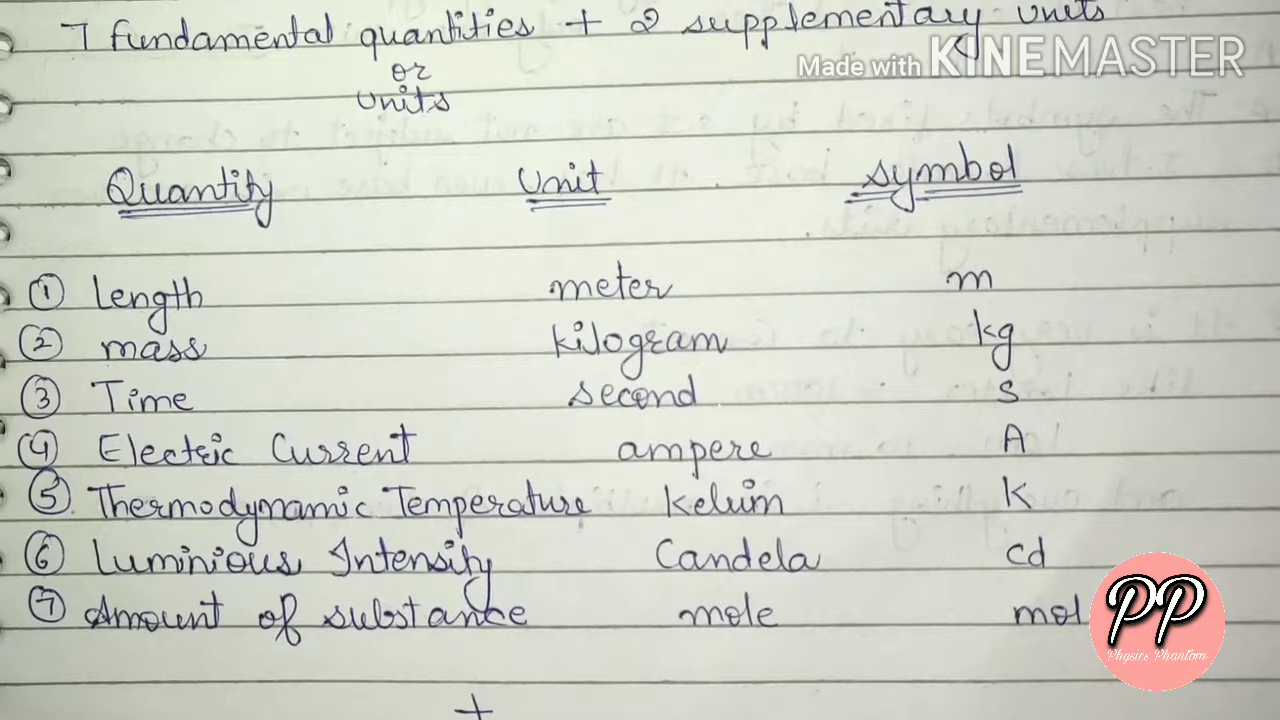 7 fundamental quantities + 2 supplementary units
Made with KINEMASTER
or
units
Quantity Unit Symbol
① Length meter m
② mass kilogram kg
③ Time second s
④ Electric Current ampere A
⑤ Thermodynamic Temperature Kelvin K
⑥ Luminious Intensity Candela cd
⑦ Amount of substance mole mol
PP
Physics Phantom
+